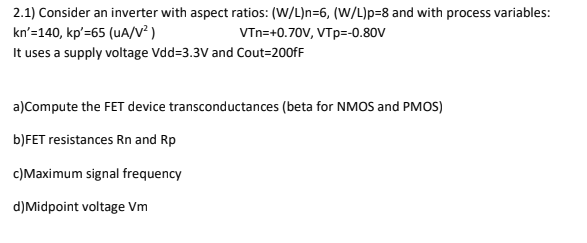 2.1) Consider an inverter with aspect ratios: (W/L)n=6, (W/L)p=8 and with process variables:
kn′=140, kp′=65 (uA/V² ) VTn=+0.70V, VTp=-0.80V
It uses a supply voltage Vdd=3.3V and Cout=200fF
a)Compute the FET device transconductances (beta for NMOS and PMOS)
b)FET resistances Rn and Rp
c)Maximum signal frequency
d)Midpoint voltage Vm